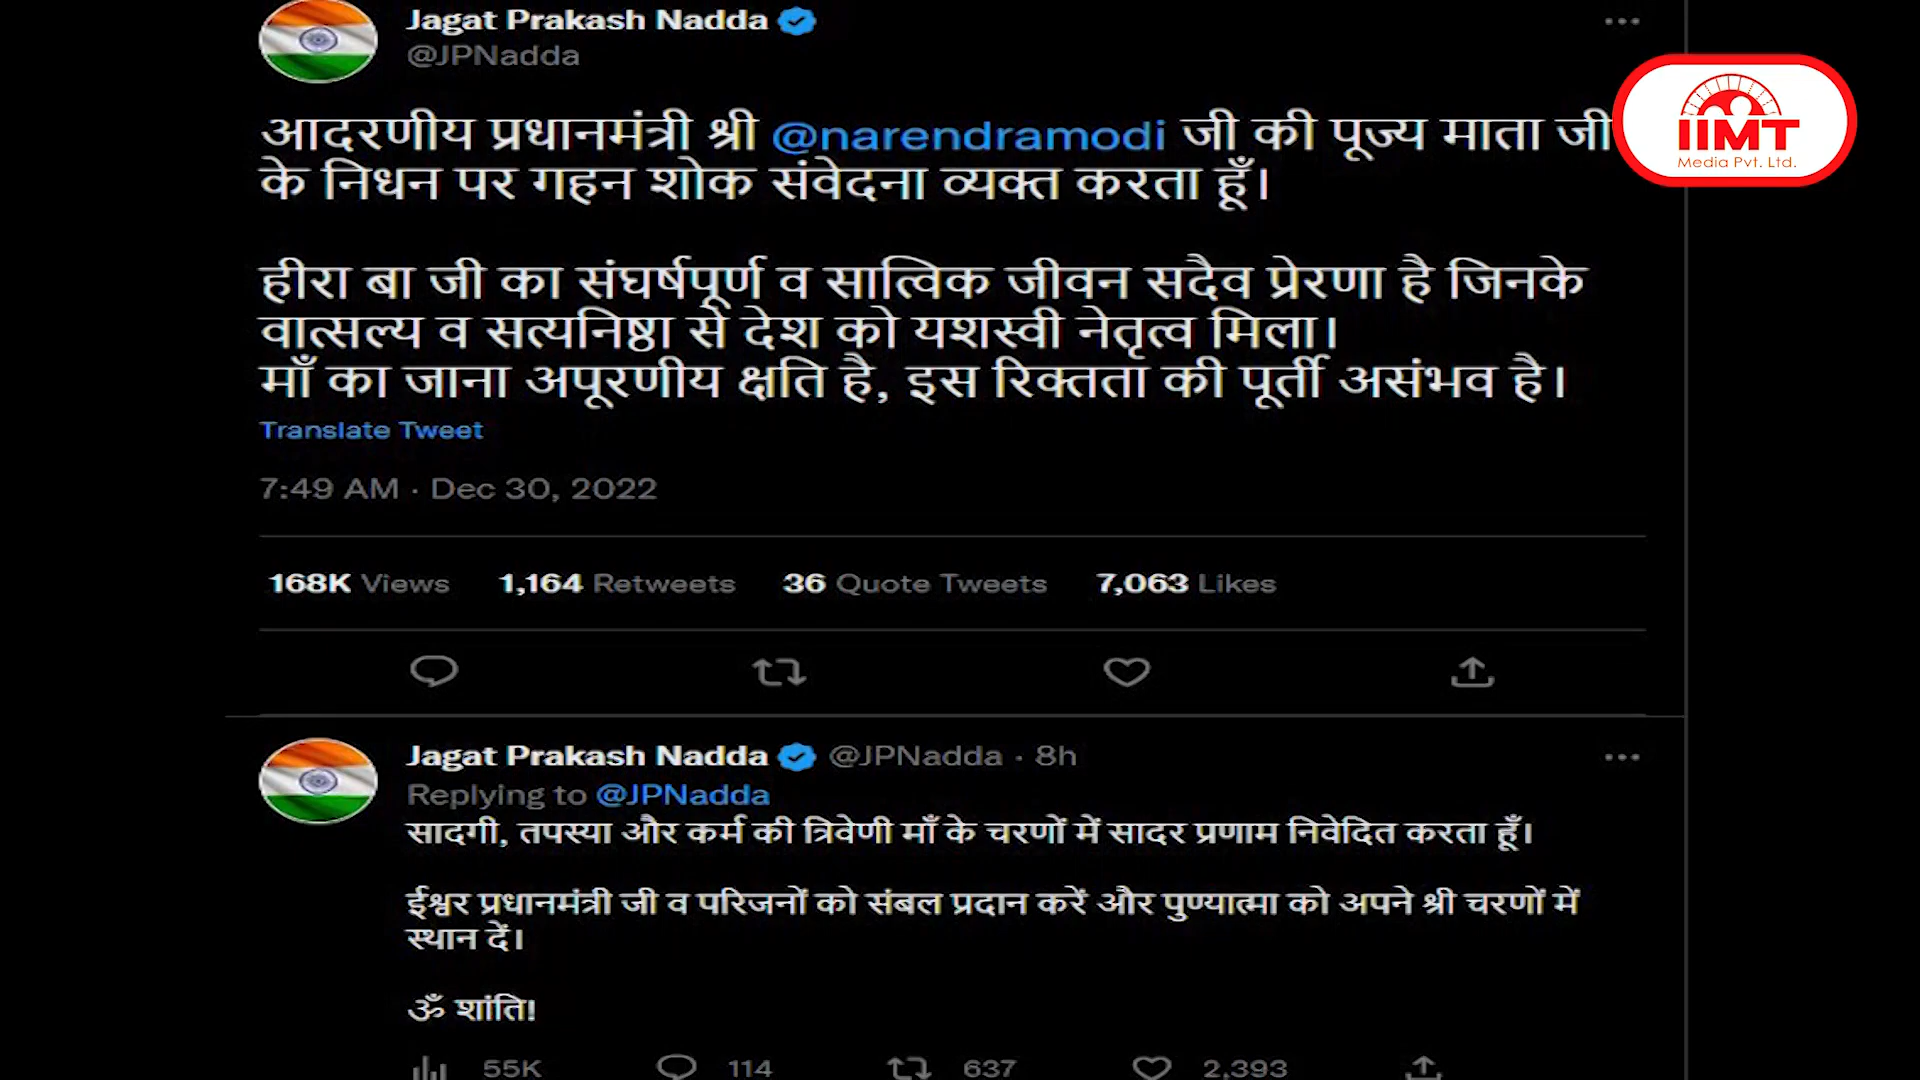 Jagat Prakash Nadda
@JPNadda
आदरणीय प्रधानमंत्री श्री @narendramodi जी की पूज्य माता जी
के निधन पर गहन शोक संवेदना व्यक्त करता हूँ।
हीरा बा जी का संघर्षपूर्ण व सात्विक जीवन सदैव प्रेरणा है जिनके
वात्सल्य व सत्यनिष्ठा से देश को यशस्वी नेतृत्व मिला।
माँ का जाना अपूरणीय क्षति है, इस रिक्तता की पूर्ती असंभव है।
Translate Tweet
7:49 AM · Dec 30, 2022
168K Views 1,164 Retweets 36 Quote Tweets 7,063 Likes
Jagat Prakash Nadda @JPNadda · 8h
Replying to @JPNadda
सादगी, तपस्या और कर्म की त्रिवेणी माँ के चरणों में सादर प्रणाम निवेदित करता हूँ।
ईश्वर प्रधानमंत्री जी व परिजनों को संबल प्रदान करें और पुण्यात्मा को अपने श्री चरणों में
स्थान दें।
ॐ शांति!
55K 114 637 2,393
IIMT
Media Pvt. Ltd.